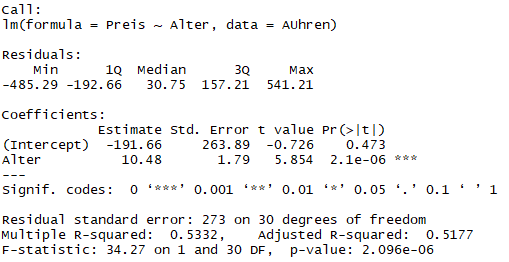 Call:
lm(formula = Preis ~ Alter, data = AUhren)
Residuals:
Min 1Q Median 3Q Max
-485.29 -192.66 30.75 157.21 541.21
Coefficients:
Estimate Std. Error t value Pr(>|t|)
(Intercept) -191.66 263.89 -0.726 0.473
Alter 10.48 1.79 5.854 2.1e-06 ***
---
Signif. codes: 0 ‘***’ 0.001 ‘**’ 0.01 ‘*’ 0.05 ‘.’ 0.1 ‘ ’ 1
Residual standard error: 273 on 30 degrees of freedom
Multiple R-squared: 0.5332, Adjusted R-squared: 0.5177
F-statistic: 34.27 on 1 and 30 DF, p-value: 2.096e-06